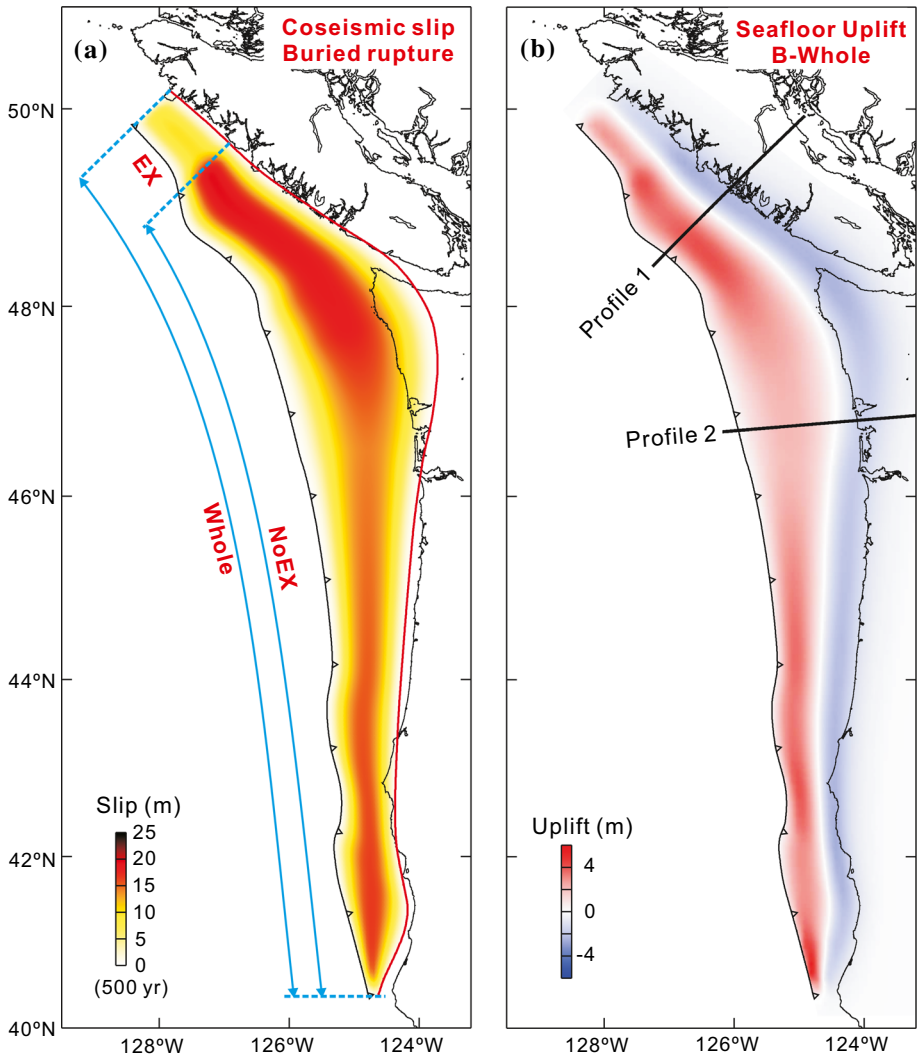 (a)
Coseismic slip
Buried rupture
50°N
48°N
46°N
44°N
42°N
40°N
EX
Whole
NoEX
Slip (m)
25
20
15
10
5
0
(500 yr)
128°W
126°W
124°W
(b)
Seafloor Uplift
B-Whole
Profile 1
Profile 2
Uplift (m)
4
0
-4
128°W
126°W
124°W